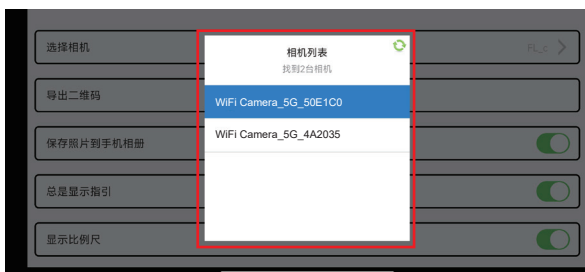 选择相机
导出二维码
保存照片到手机相册
总是显示指引
显示比例尺
相机列表
找到2台相机
WiFi Camera_5G_50E1C0
WiFi Camera_5G_4A2035